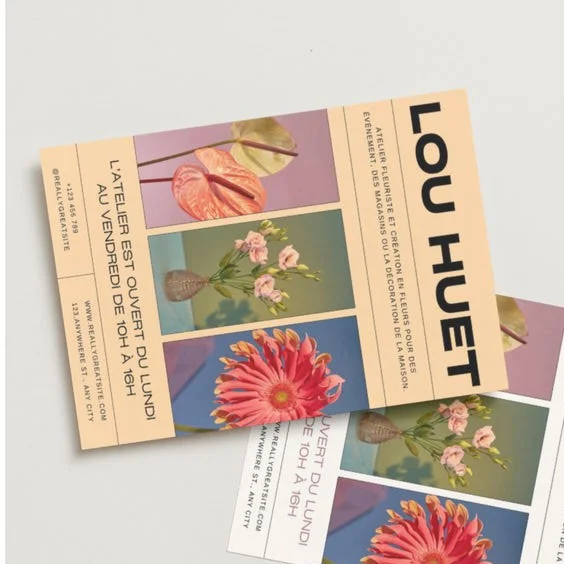 LOU HUET
ATELIER FLEURISTE ET CRÉATION EN FLEURS POUR DES
ÉVÉNEMENT, DES MAGASINS OU LA DÉCORATION DE LA MAISON.
L'ATELIER EST OUVERT DU LUNDI
AU VENDREDI DE 10H À 16H
+123 456 789
@REALLYGREATSITE
WWW.REALLYGREATSITE.COM
123.ANYWHERE ST., ANY CITY
UVERT DU LUNDI
DE 10H À 16H
WW.REALLYGREATSITE.COM
ANYWHERE ST., ANY CITY